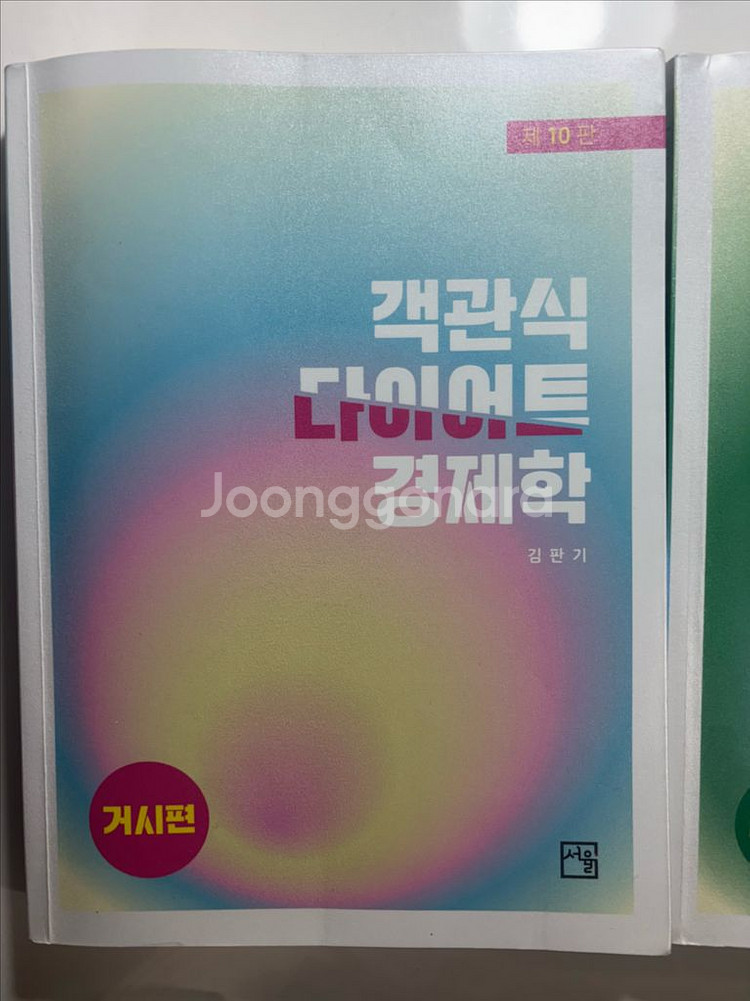 제 10 판
객관식
다이어트
경제학
Joonggonara
김판기
거시편
서울